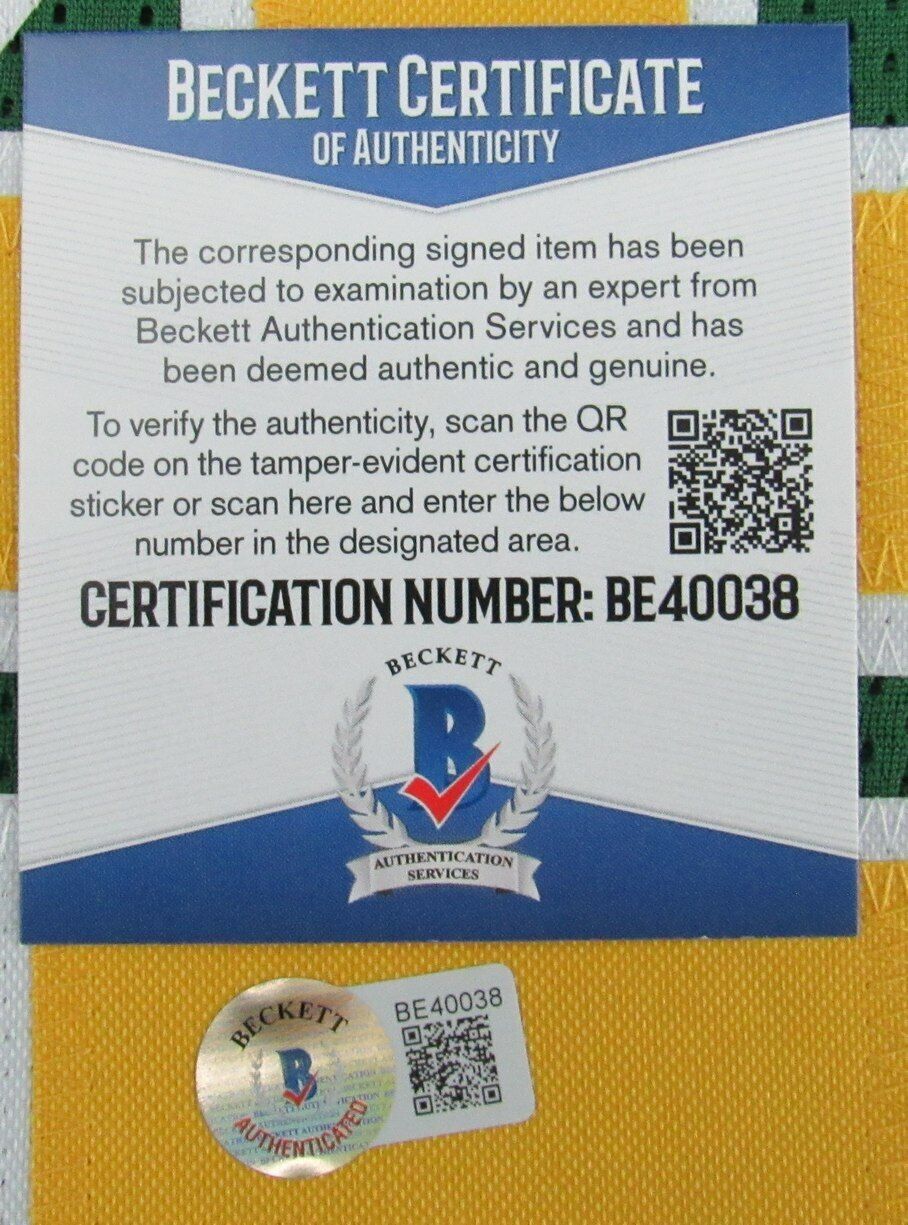 BECKETT CERTIFICATE
OF AUTHENTICITY
The corresponding signed item has been
subjected to examination by an expert from
Beckett Authentication Services and has
been deemed authentic and genuine.
To verify the authenticity, scan the QR
code on the tamper-evident certification
sticker or scan here and enter the below
number in the designated area.
CERTIFICATION NUMBER: BE40038
BECKETT
B
AUTHENTICATION
SERVICES
BE40038
BECKETT
B
AUTHENTICATED